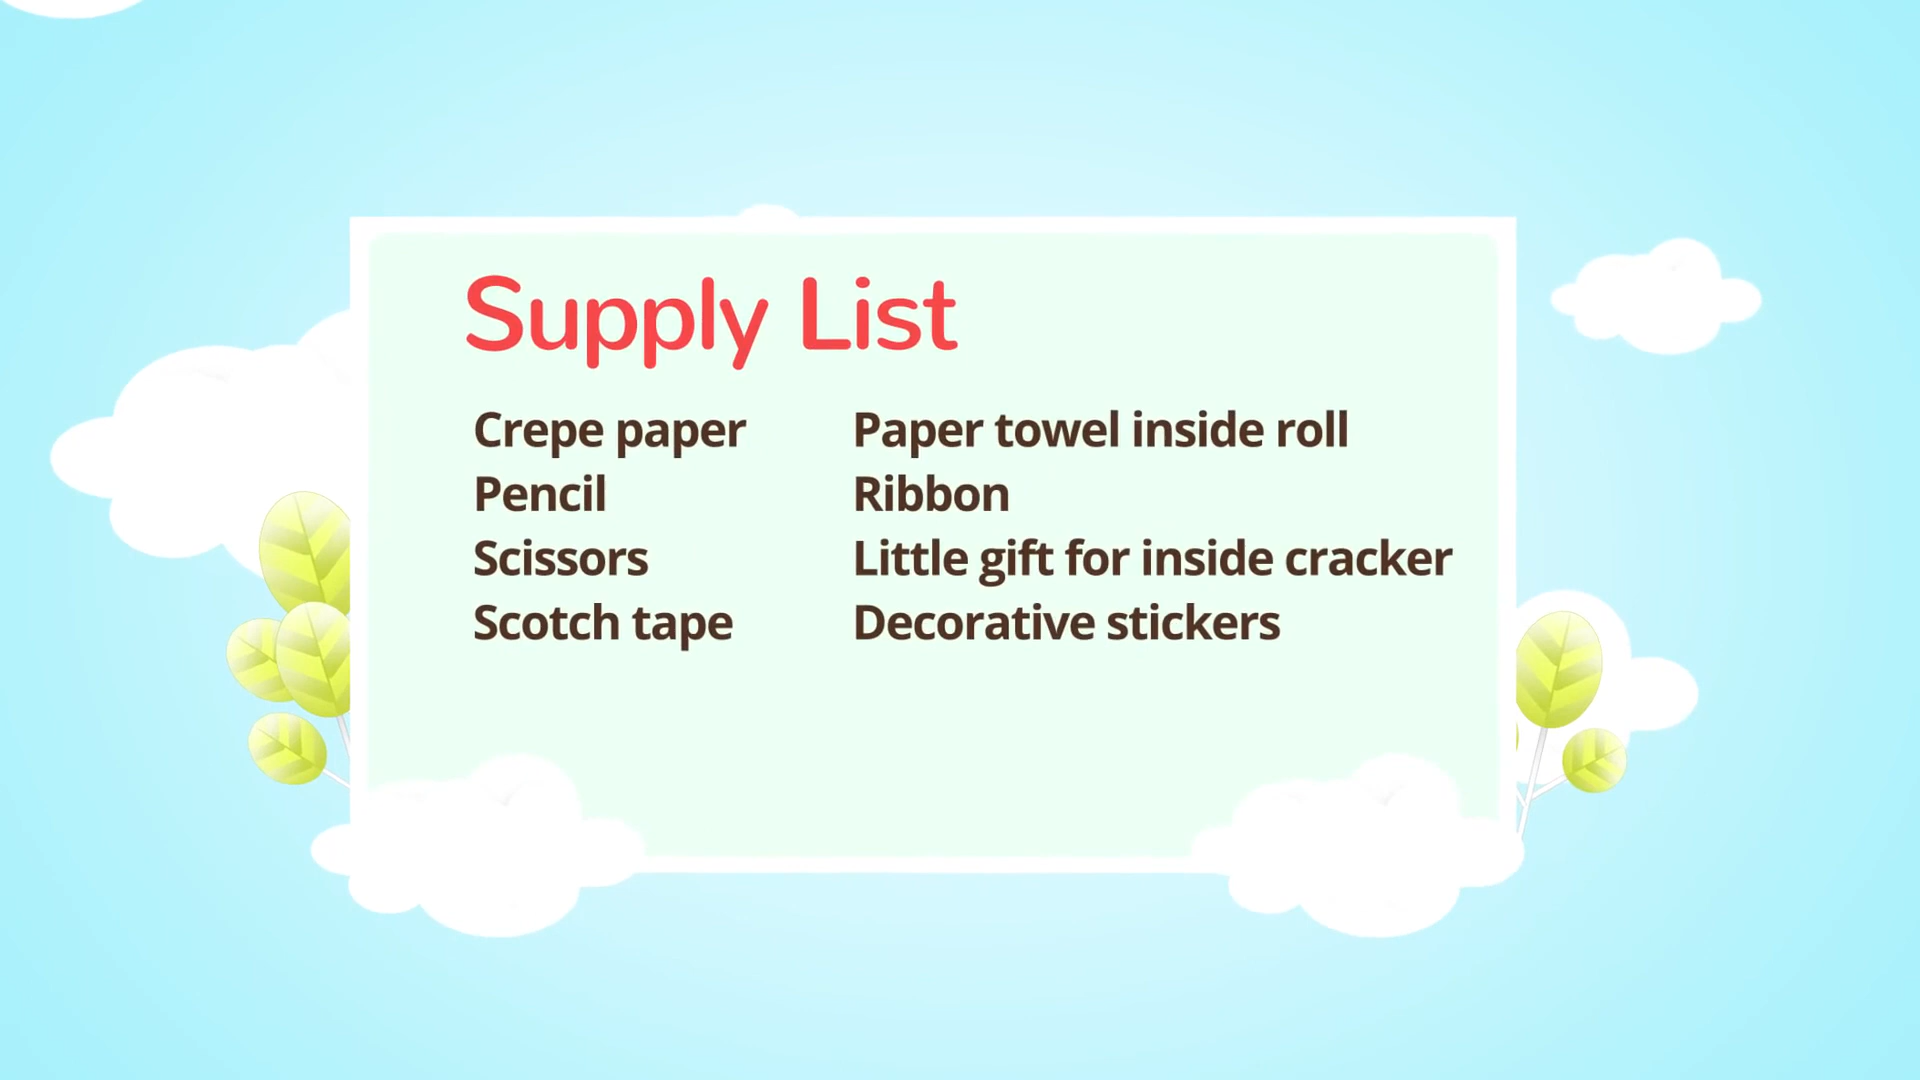 Supply List
Crepe paper
Pencil
Scissors
Scotch tape
Paper towel inside roll
Ribbon
Little gift for inside cracker
Decorative stickers